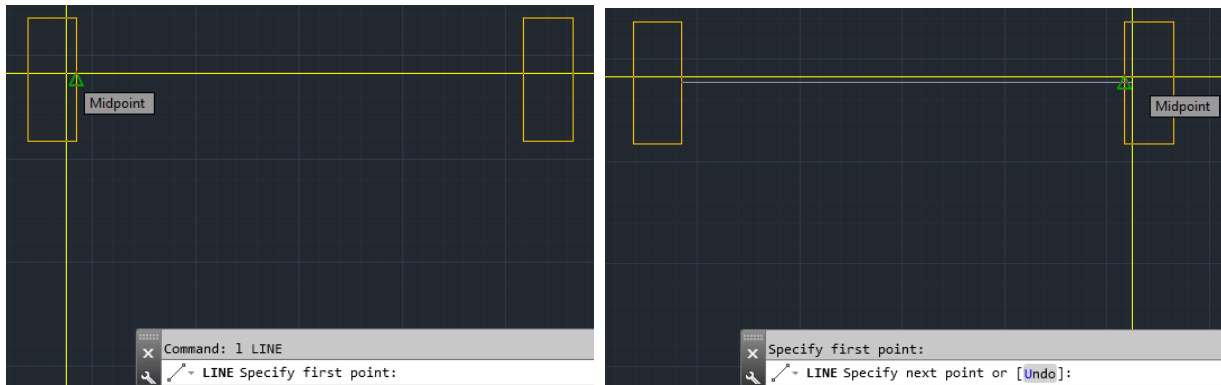 Midpoint
Command: l LINE
LINE Specify first point:
Midpoint
Specify first point:
LINE Specify next point or [Undo]: